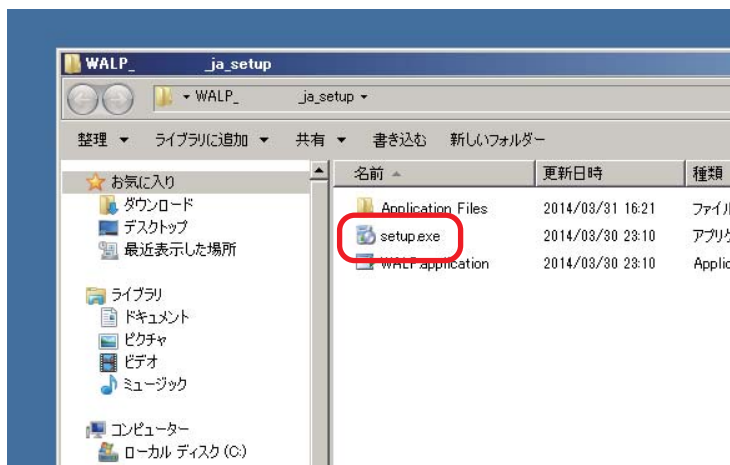 WALP_ _ja_setup
WALP_ _ja_setup
整理 ライブラリに追加 共有 書き込む 新しいフォルダー
お気に入り
ダウンロード
デスクトップ
最近表示した場所
ライブラリ
ドキュメント
ピクチャ
ビデオ
ミュージック
コンピューター
ローカル ディスク (C:)
名前 更新日時 種類
Application Files 2014/03/31 16:21 ファイル
setup.exe 2014/03/30 23:10 アプリケ
WALP.application 2014/03/30 23:10 Applic